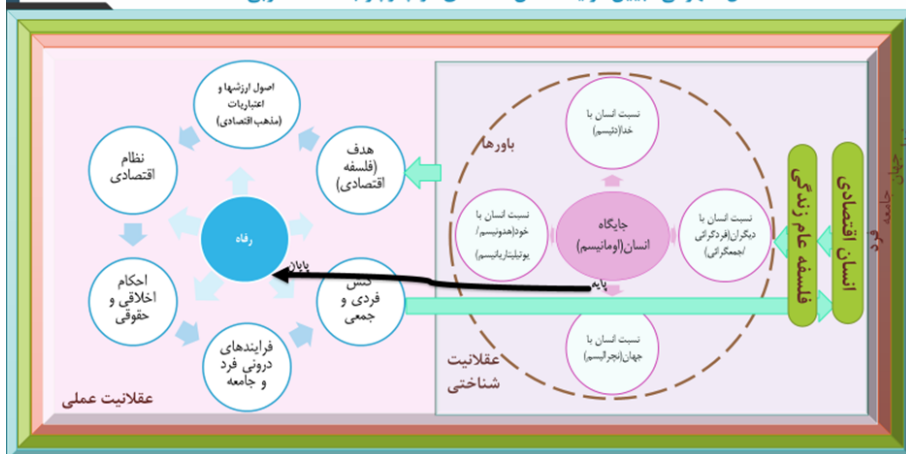 اصول ارزشها و
اعتباریات
(مذهب اقتصادی)
هدف
(فلسفه
اقتصادی)
نظام
اقتصادی
رفاه
احکام
اخلاقی و
حقوقی
فرایندهای
درونی فرد
و جامعه
کنش
فردی و
جمعی
پایان
عقلانیت عملی
نسبت انسان با
خدا(دئیسم)
باورها
نسبت انسان با
دیگران(فردگرائی
/جمعگرائی)
جایگاه
انسان(اومانیسم)
نسبت انسان با
خود(هدونیسم/
یوتیلیتاریانیسم)
پایه
نسبت انسان با
جهان(نچرالیسم)
عقلانیت
شناختی
فلسفه عام زندگی
انسان اقتصادی
فرد
جامعه
جهان